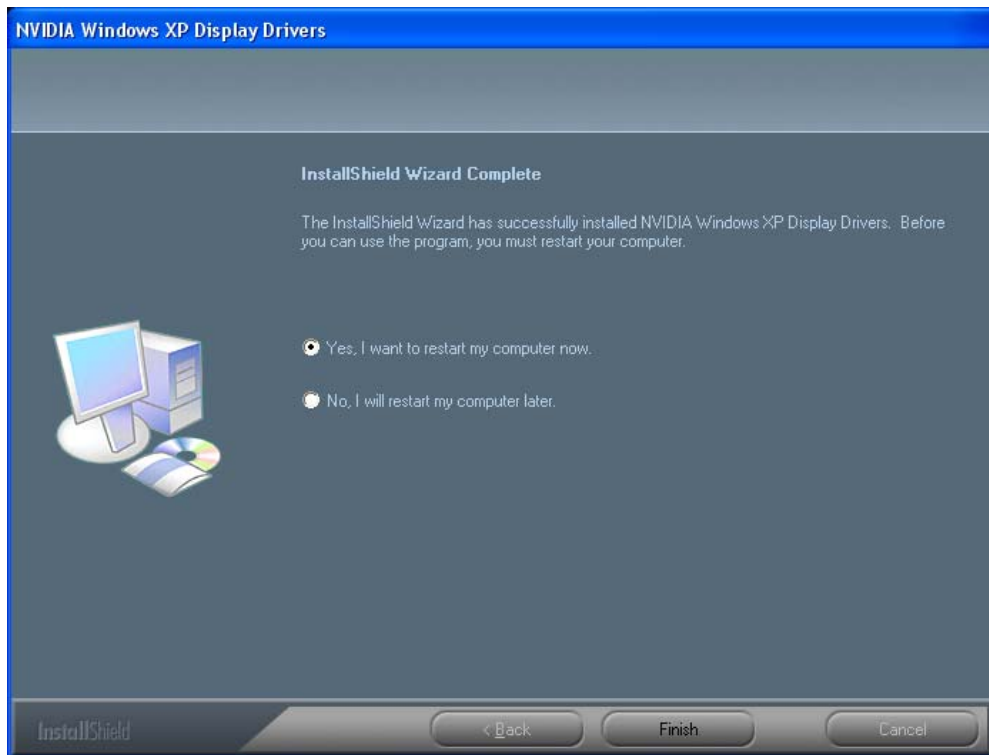 NVIDIA Windows XP Display Drivers
InstallShield Wizard Complete
The InstallShield Wizard has successfully installed NVIDIA Windows XP Display Drivers. Before
you can use the program, you must restart your computer.
Yes, I want to restart my computer now.
No, I will restart my computer later.
InstallShield
< Back
Finish
Cancel